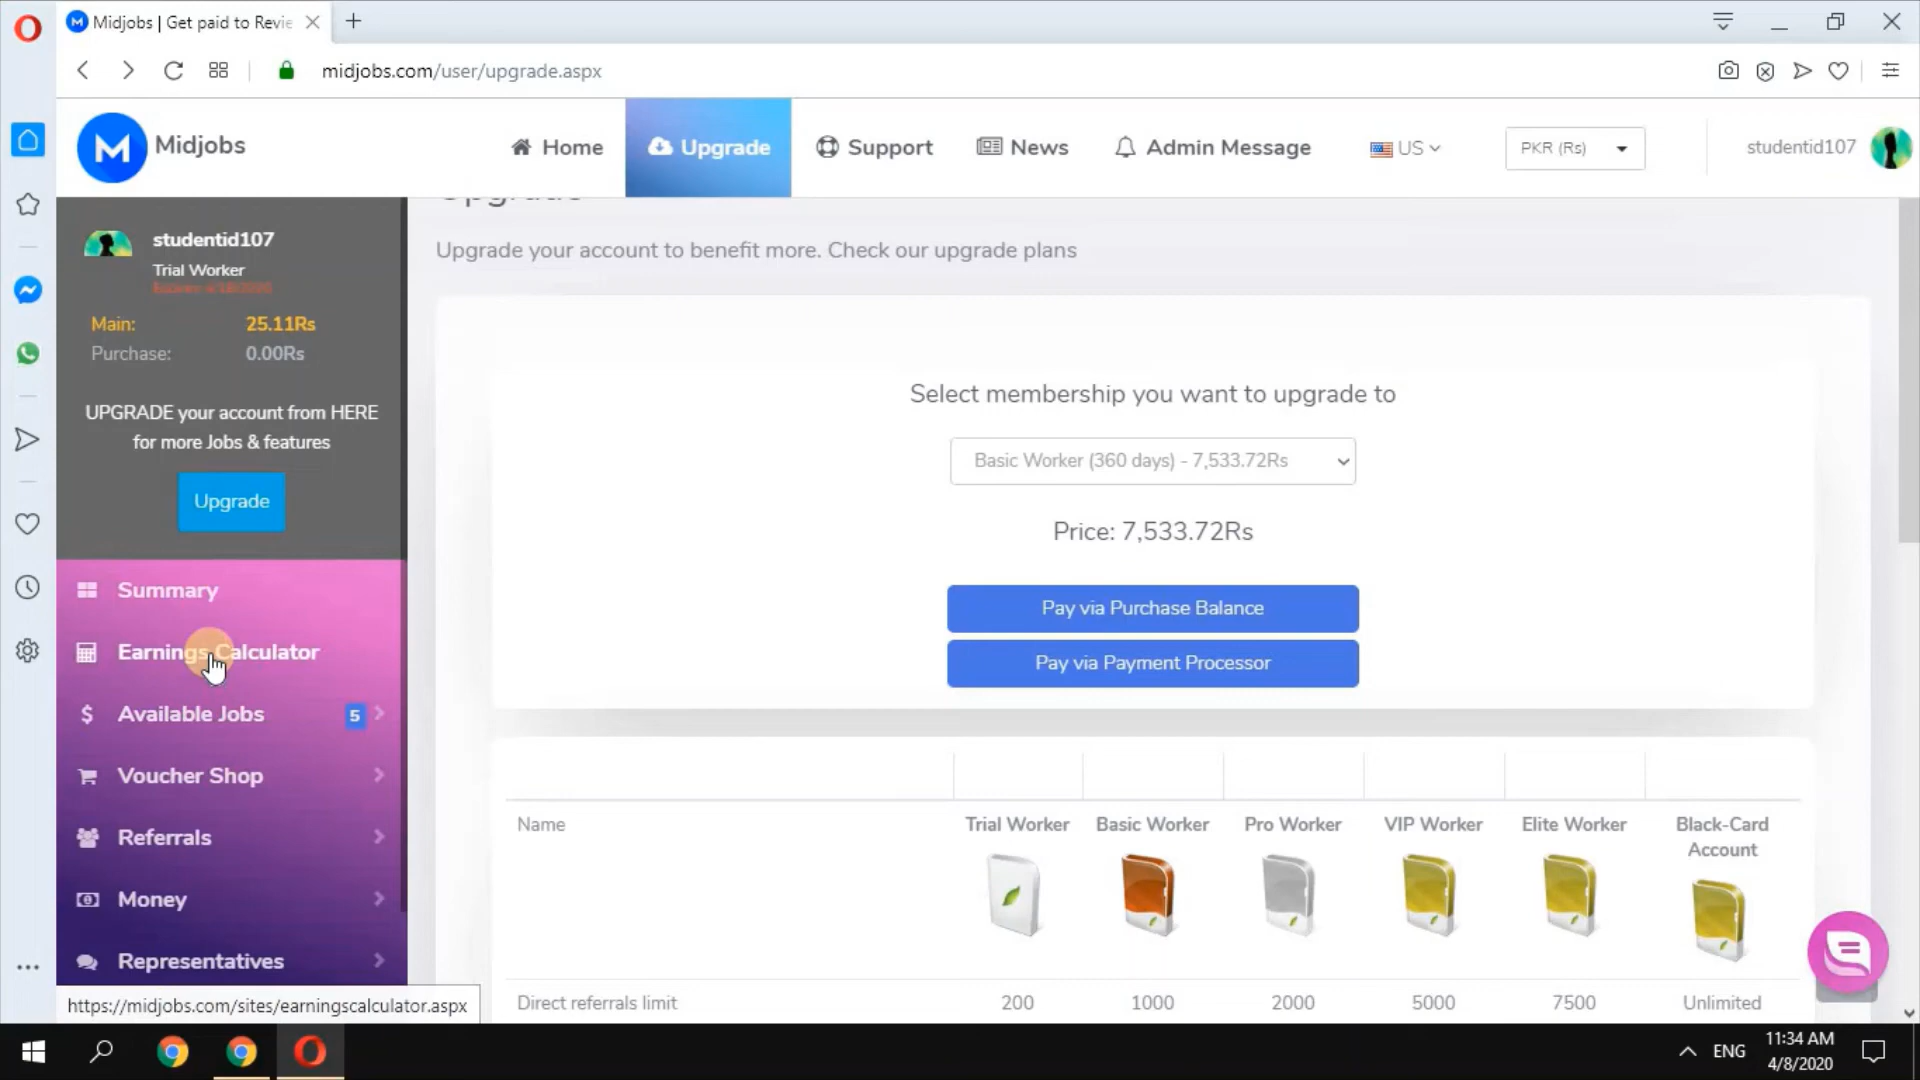 Midjobs | Get paid to Revie
midjobs.com/user/upgrade.aspx
M Midjobs
Home
Upgrade
Support
News
Admin Message
US
PKR (Rs)
studentid107
studentid107
Trial Worker
Main: 25.11Rs
Purchase: 0.00Rs
UPGRADE your account from HERE
for more Jobs & features
Upgrade
Summary
Earnings Calculator
Available Jobs 5
Voucher Shop
Referrals
Money
Representatives
https://midjobs.com/sites/earningscalculator.aspx
Upgrade
Upgrade your account to benefit more. Check our upgrade plans
Select membership you want to upgrade to
Basic Worker (360 days) - 7,533.72Rs
Price: 7,533.72Rs
Pay via Purchase Balance
Pay via Payment Processor
Name Trial Worker Basic Worker Pro Worker VIP Worker Elite Worker Black-Card
Account
Direct referrals limit 200 1000 2000 5000 7500 Unlimited
ENG
11:34 AM
4/8/2020